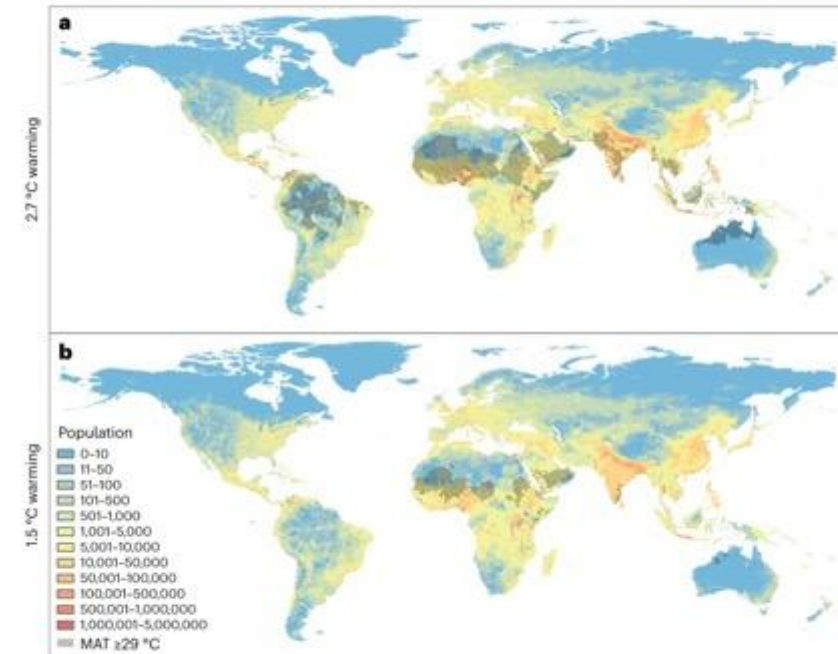 a
2.7 °C warming
b
1.5 °C warming
Population
0–10
11–50
51–100
101–500
501–1,000
1,001–5,000
5,001–10,000
10,001–50,000
50,001–100,000
100,001–500,000
500,001–1,000,000
1,000,001–5,000,000
MAT ≥29 °C